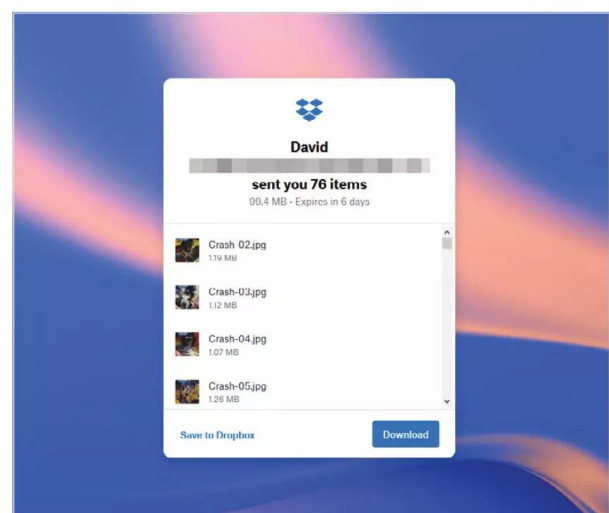 David
sent you 76 items
99.4 MB - Expires in 6 days
Crash-02.jpg
1.19 MB
Crash-03.jpg
1.12 MB
Crash-04.jpg
1.07 MB
Crash-05.jpg
1.26 MB
Save to Dropbox
Download